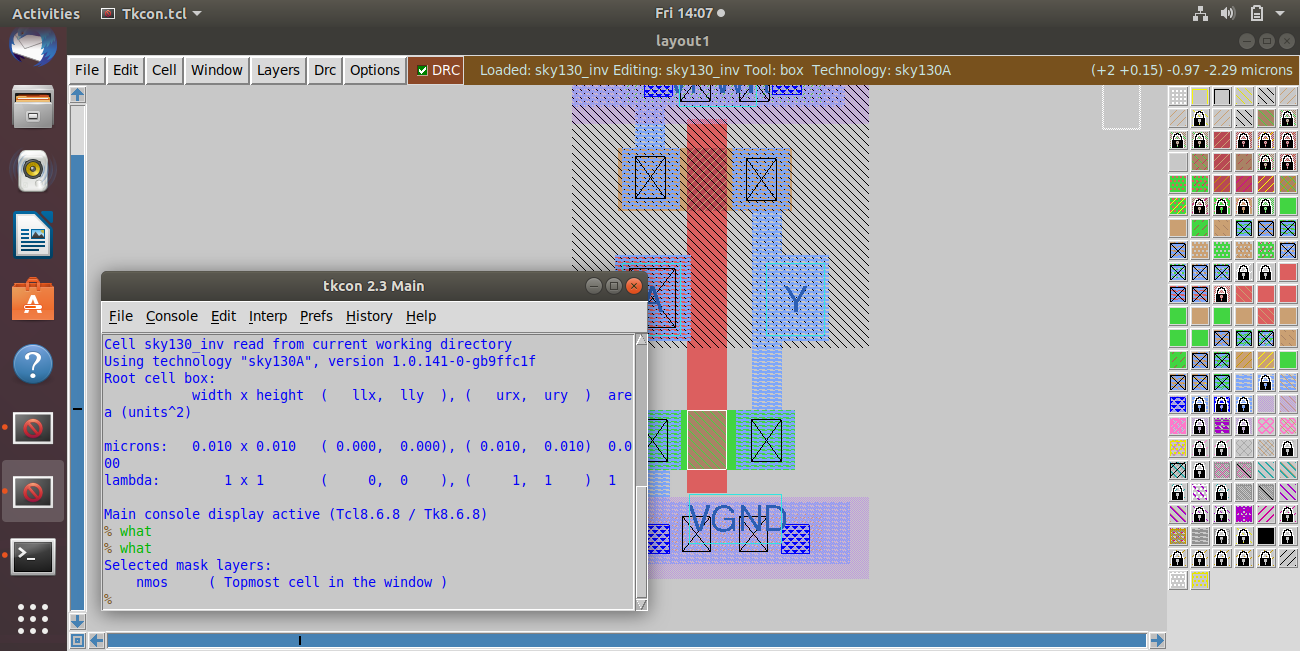 Activities Tkcon.tcl Fri 14:07
layout1
File Edit Cell Window Layers Drc Options DRC Loaded: sky130_inv Editing: sky130_inv Tool: box Technology: sky130A (+2 +0.15) -0.97 -2.29 microns
tkcon 2.3 Main
File Console Edit Interp Prefs History Help
Cell sky130_inv read from current working directory
Using technology "sky130A", version 1.0.141-0-gb9ffc1f
Root cell box:
width x height ( llx, lly ), ( urx, ury ) are
a (units^2)
microns: 0.010 x 0.010 ( 0.000, 0.000), ( 0.010, 0.010) 0.0
00
lambda: 1 x 1 ( 0, 0 ), ( 1, 1 ) 1
Main console display active (Tcl8.6.8 / Tk8.6.8)
% what
% what
Selected mask layers:
nmos ( Topmost cell in the window )
%
A
Y
VGND